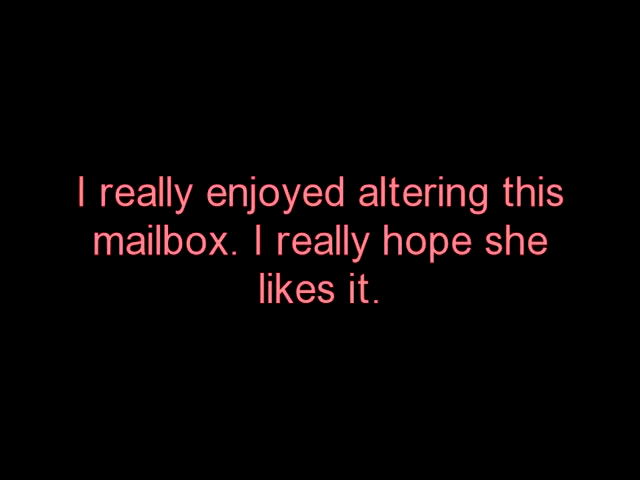 I really enjoyed altering this
mailbox. I really hope she
likes it.